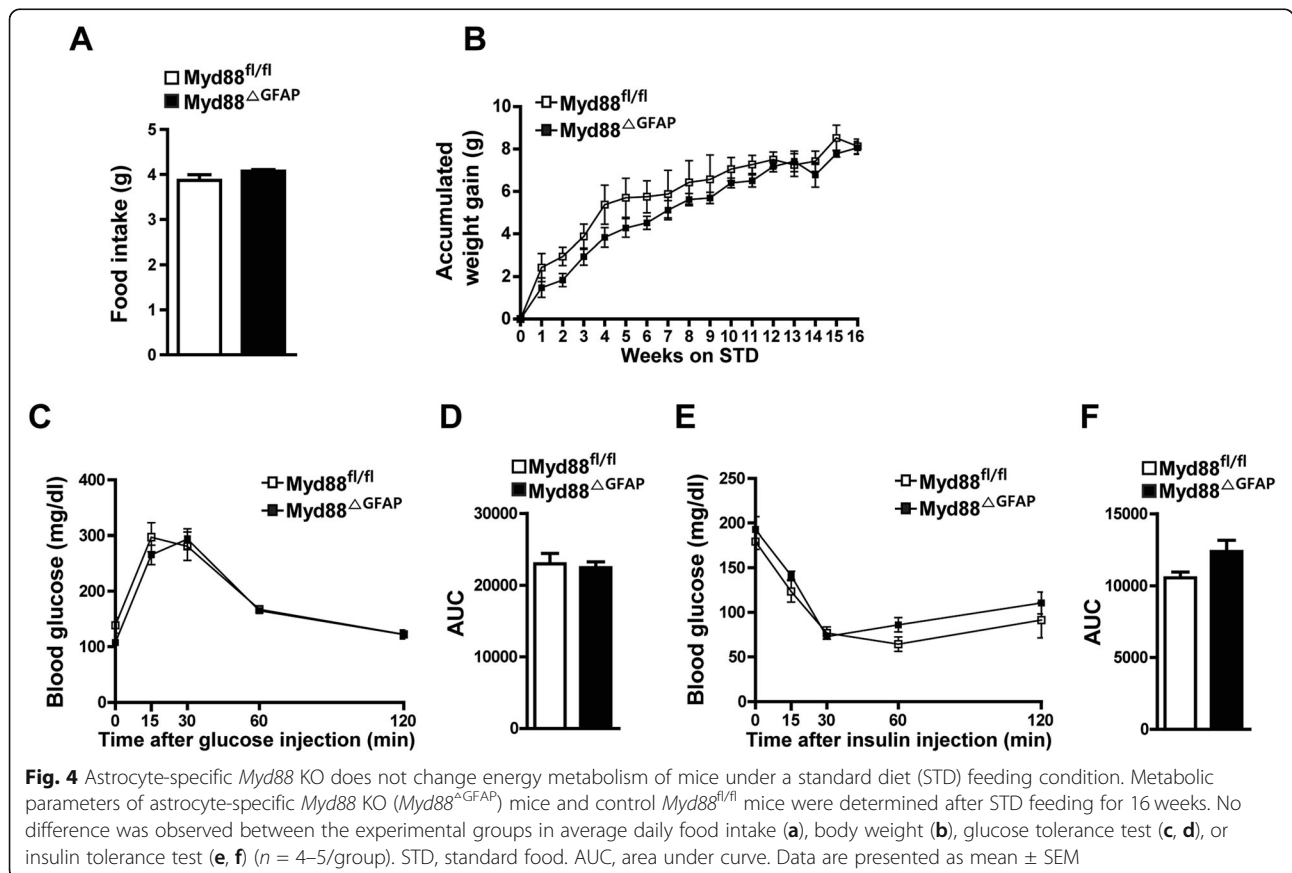 A
Myd88fl/fl
Myd88△GFAP
Food intake (g)
5
4
3
2
1
0
B
Myd88fl/fl
Myd88△GFAP
Accumulated
weight gain (g)
10
8
6
4
2
0
0 1 2 3 4 5 6 7 8 9 10 11 12 13 14 15 16
Weeks on STD
C
Myd88fl/fl
Myd88△GFAP
Blood glucose (mg/dl)
400
300
200
100
0
0 15 30 60 120
Time after glucose injection (min)
D
Myd88fl/fl
Myd88△GFAP
AUC
30000
20000
10000
0
E
Myd88fl/fl
Myd88△GFAP
Blood glucose (mg/dl)
250
200
150
100
50
0
0 15 30 60 120
Time after insulin injection (min)
F
Myd88fl/fl
Myd88△GFAP
AUC
15000
10000
5000
0
Fig. 4 Astrocyte-specific Myd88 KO does not change energy metabolism of mice under a standard diet (STD) feeding condition. Metabolic
parameters of astrocyte-specific Myd88 KO (Myd88△GFAP) mice and control Myd88fl/fl mice were determined after STD feeding for 16 weeks. No
difference was observed between the experimental groups in average daily food intake (a), body weight (b), glucose tolerance test (c, d), or
insulin tolerance test (e, f) (n = 4–5/group). STD, standard food. AUC, area under curve. Data are presented as mean ± SEM